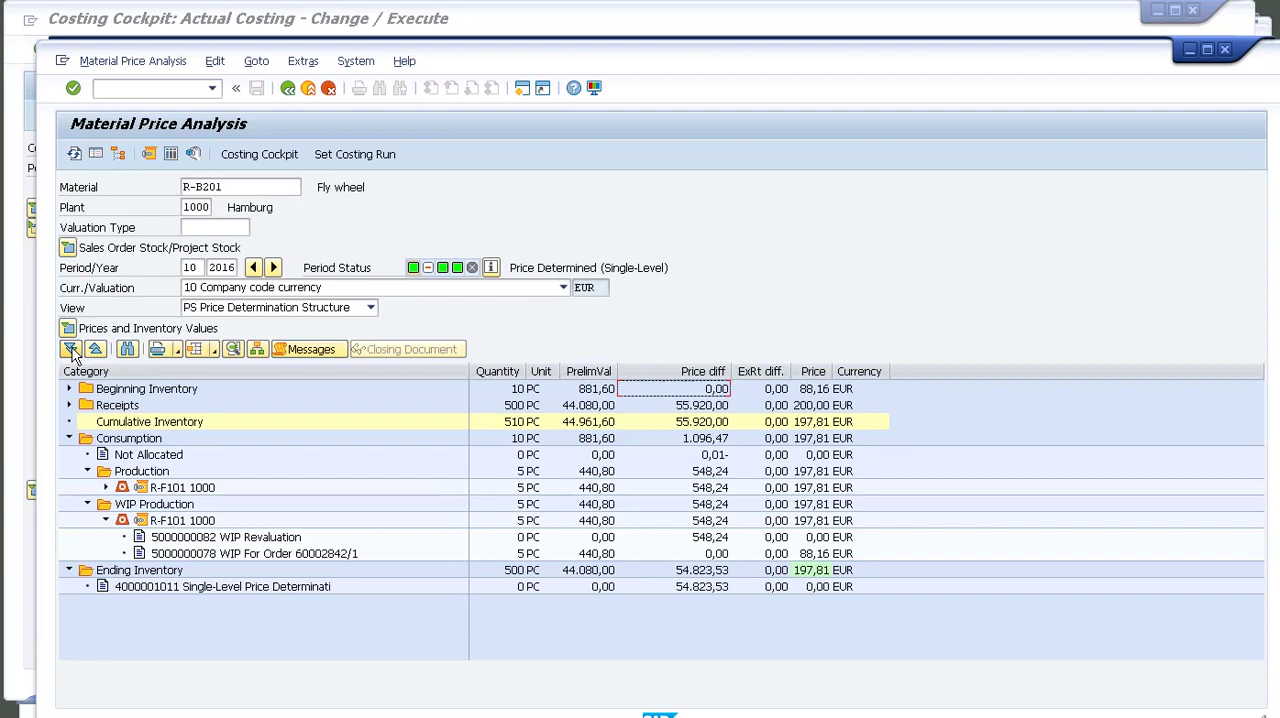 Costing Cockpit: Actual Costing - Change / Execute
Material Price Analysis Edit Goto Extras System Help
Material Price Analysis
Costing Cockpit Set Costing Run
Material R-B201 Fly wheel
Plant 1000 Hamburg
Valuation Type
Sales Order Stock/Project Stock
Period/Year 10 2016 Period Status Price Determined (Single-Level)
Curr./Valuation 10 Company code currency EUR
View PS Price Determination Structure
Prices and Inventory Values
Messages Closing Document
Category Quantity Unit PrelimVal Price diff ExRt diff. Price Currency
Beginning Inventory 10 PC 881,60 0,00 0,00 88,16 EUR
Receipts 500 PC 44.080,00 55.920,00 0,00 200,00 EUR
Cumulative Inventory 510 PC 44.961,60 55.920,00 0,00 197,81 EUR
Consumption 10 PC 881,60 1.096,47 0,00 197,81 EUR
Not Allocated 0 PC 0,00 0,01- 0,00 0,00 EUR
Production 5 PC 440,80 548,24 0,00 197,81 EUR
R-F101 1000 5 PC 440,80 548,24 0,00 197,81 EUR
WIP Production 5 PC 440,80 548,24 0,00 197,81 EUR
R-F101 1000 5 PC 440,80 548,24 0,00 197,81 EUR
5000000082 WIP Revaluation 0 PC 0,00 548,24 0,00 0,00 EUR
5000000078 WIP For Order 60002842/1 5 PC 440,80 0,00 0,00 88,16 EUR
Ending Inventory 500 PC 44.080,00 54.823,53 0,00 197,81 EUR
4000001011 Single-Level Price Determinati 0 PC 0,00 54.823,53 0,00 0,00 EUR
SAP